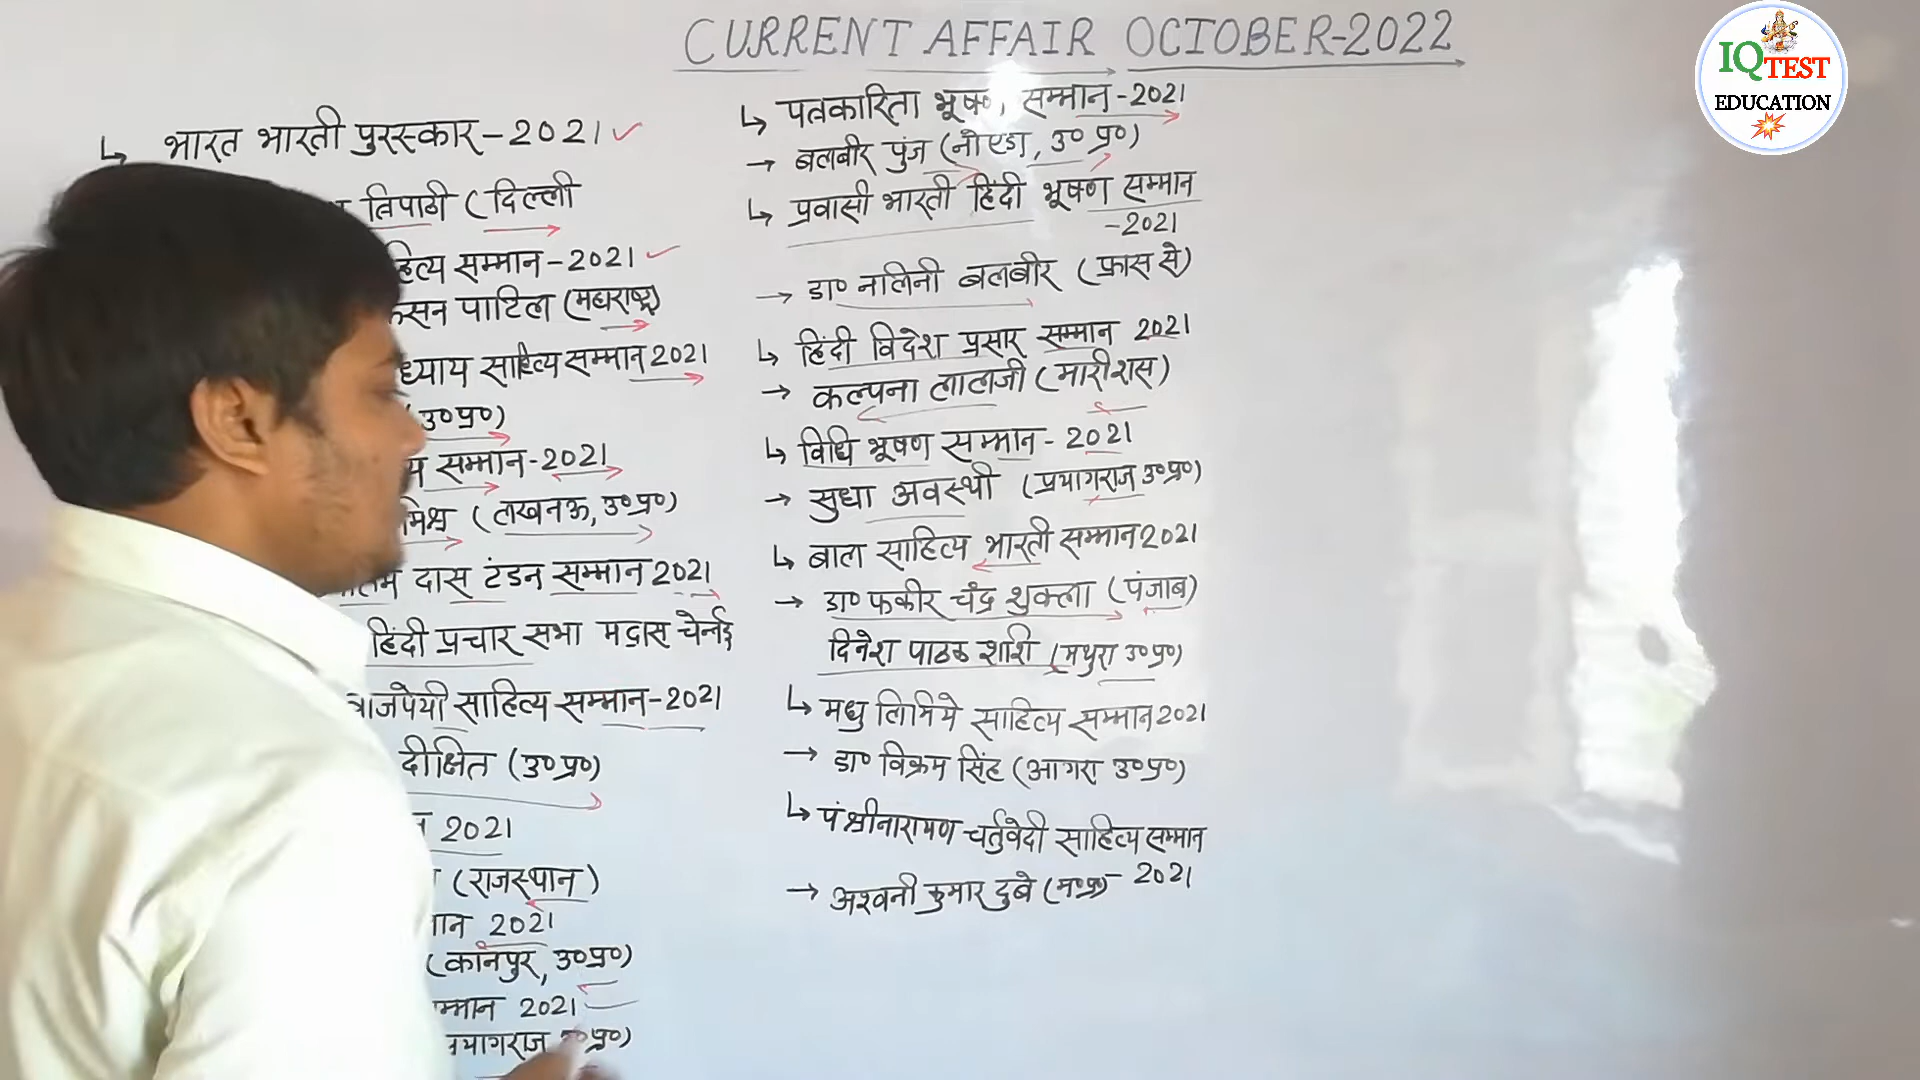 CURRENT AFFAIR OCTOBER-2022
IQ TEST
EDUCATION
↳ भारत भारती पुरस्कार-2021
त्रिपाठी (दिल्ली
सम्मान-2021
पाटिल (महाराष्ट्र)
ध्याय साहित्य सम्मान 2021
(उ०प्र०)
य सम्मान-2021
मिश्र (लखनऊ, उ०प्र०)
दास टंडन सम्मान 2021
हिंदी प्रचार सभा मद्रास चेन्नई
वाजपेयी साहित्य सम्मान-2021
दीक्षित (उ०प्र०)
2021
(राजस्थान)
2021
(कानपुर, उ०प्र०)
म्मान 2021
प्रयागराज उ०प्र०)
↳ पत्रकारिता भूषण सम्मान-2021
→ बलबीर पुंज (नोएडा, उ०प्र०)
↳ प्रवासी भारती हिंदी भूषण सम्मान
-2021
→ डा० नलिनी बलबीर (फ्रास से)
↳ हिंदी विदेश प्रसार सम्मान 2021
→ कल्पना लालजी (मारीशस)
↳ विधि भूषण सम्मान-2021
→ सुधा अवस्थी (प्रयागराज उ०प्र०)
↳ बाल साहित्य भारती सम्मान 2021
→ डा० फकीर चंद्र शुक्ला (पंजाब)
दिनेश पाठक शशि (मथुरा उ०प्र०)
↳ मधु लिमिये साहित्य सम्मान 2021
→ डा० विक्रम सिंह (आगरा उ०प्र०)
↳ पं श्रीनारायण चर्तुवेदी साहित्य सम्मान
-2021
→ अश्वनी कुमार दुबे (म०प्र०)